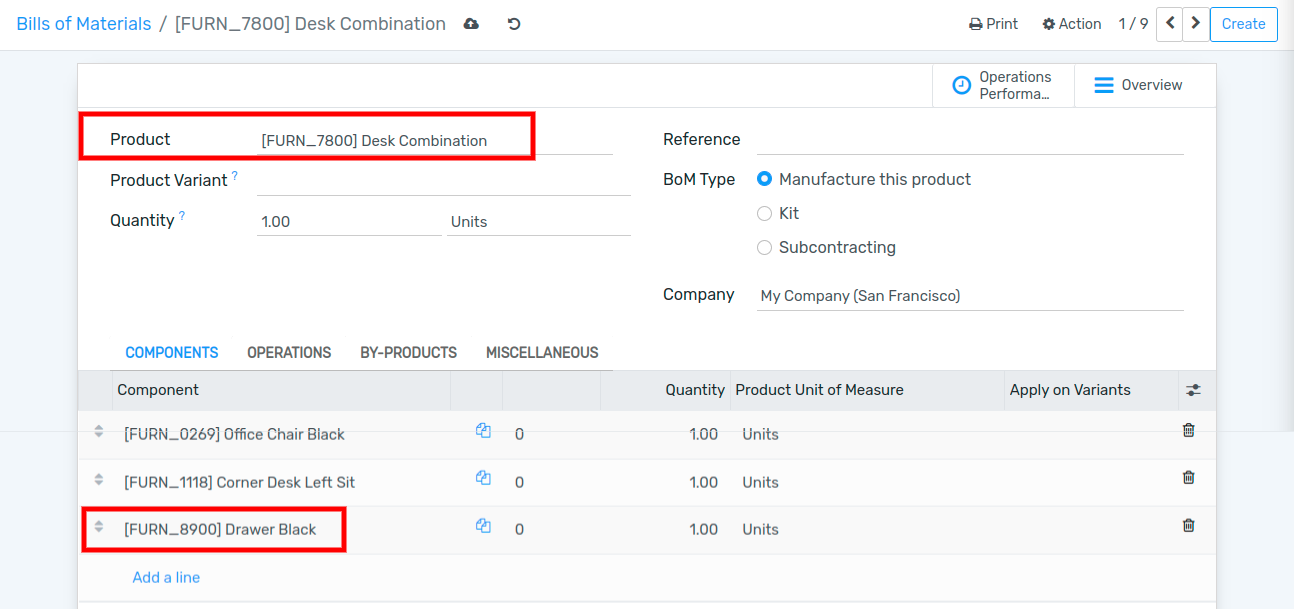 Bills of Materials / [FURN_7800] Desk Combination
Print Action 1 / 9 Create
Operations
Performa...
Overview
Product [FURN_7800] Desk Combination
Product Variant ?
Quantity ? 1.00 Units
Reference
BoM Type Manufacture this product
Kit
Subcontracting
Company My Company (San Francisco)
COMPONENTS OPERATIONS BY-PRODUCTS MISCELLANEOUS
Component Quantity Product Unit of Measure Apply on Variants
[FURN_0269] Office Chair Black 0 1.00 Units
[FURN_1118] Corner Desk Left Sit 0 1.00 Units
[FURN_8900] Drawer Black 0 1.00 Units
Add a line